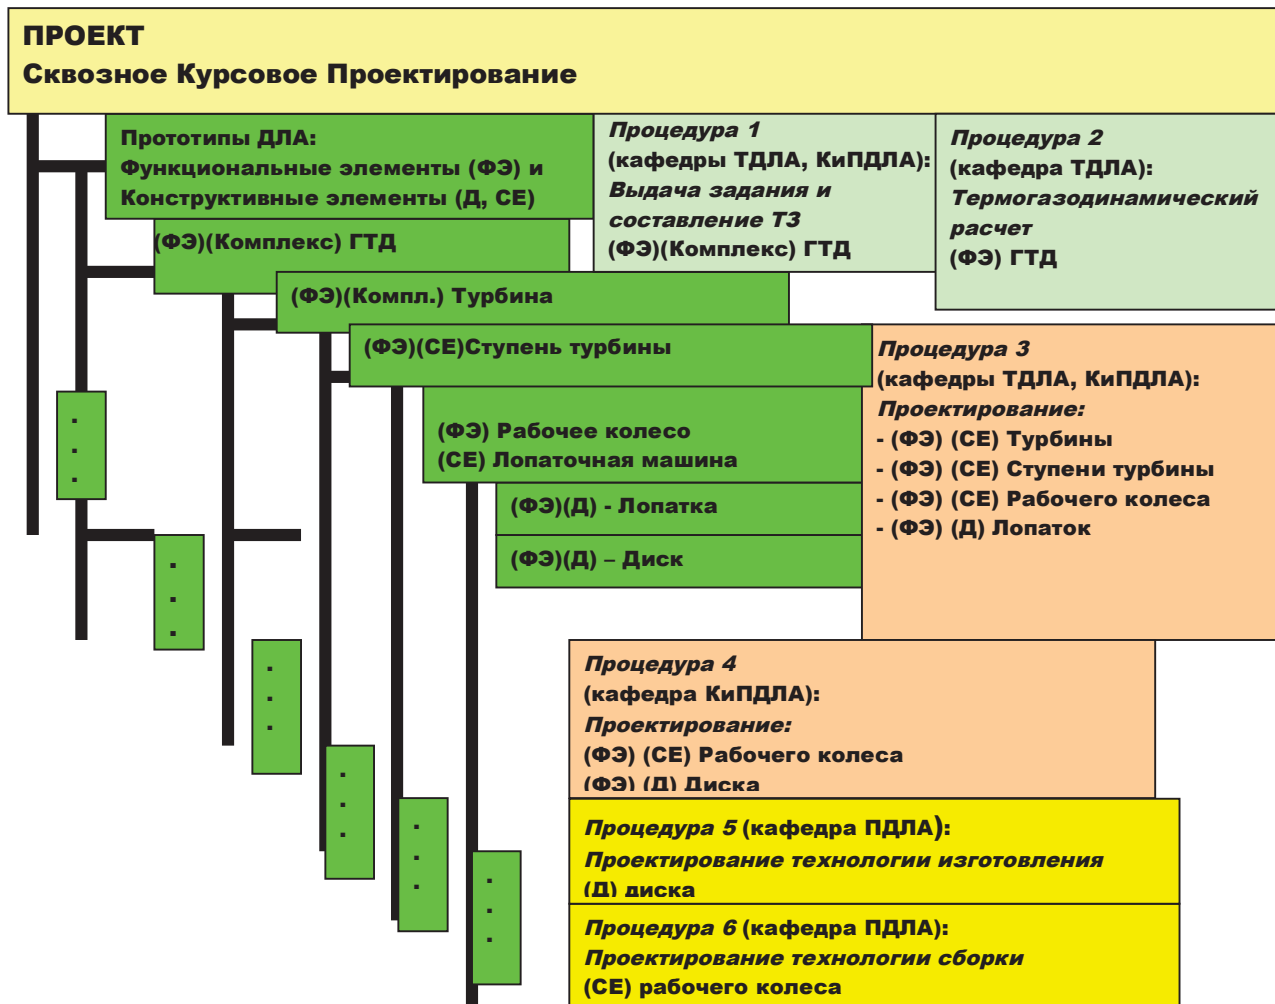 ПРОЕКТ
Сквозное Курсовое Проектирование
Прототипы ДЛА:
Функциональные элементы (ФЭ) и
Конструктивные элементы (Д, СЕ)
Процедура 1
(кафедры ТДЛА, КиПДЛА):
Выдача задания и
составление ТЗ
(ФЭ)(Комплекс) ГТД
Процедура 2
(кафедра ТДЛА):
Термогазодинамический
расчет
(ФЭ) ГТД
(ФЭ)(Комплекс) ГТД
(ФЭ)(Компл.) Турбина
(ФЭ)(СЕ)Ступень турбины
Процедура 3
(кафедры ТДЛА, КиПДЛА):
Проектирование:
- (ФЭ) (СЕ) Турбины
- (ФЭ) (СЕ) Ступени турбины
- (ФЭ) (СЕ) Рабочего колеса
- (ФЭ) (Д) Лопаток
(ФЭ) Рабочее колесо
(СЕ) Лопаточная машина
(ФЭ)(Д) - Лопатка
(ФЭ)(Д) – Диск
Процедура 4
(кафедра КиПДЛА):
Проектирование:
(ФЭ) (СЕ) Рабочего колеса
(ФЭ) (Д) Диска
Процедура 5 (кафедра ПДЛА):
Проектирование технологии изготовления
(Д) диска
Процедура 6 (кафедра ПДЛА):
Проектирование технологии сборки
(СЕ) рабочего колеса